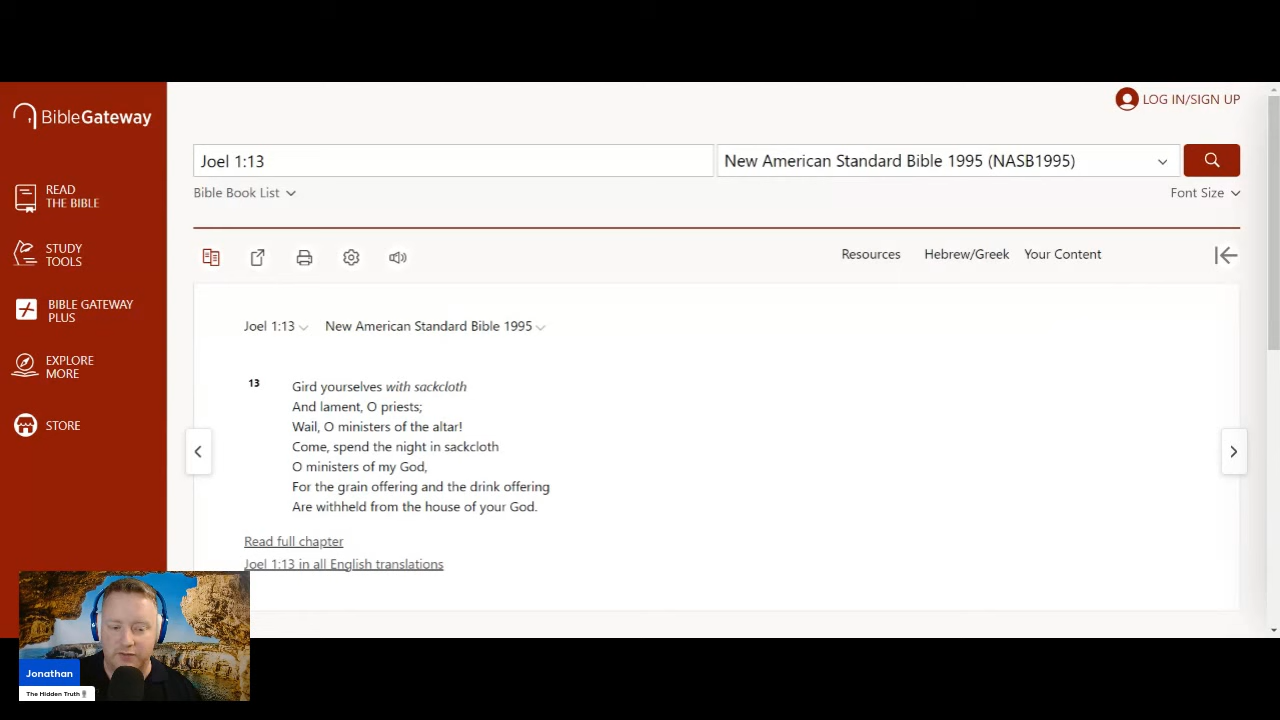 BibleGateway
LOG IN/SIGN UP
Joel 1:13
New American Standard Bible 1995 (NASB1995)
Bible Book List
Font Size
READ
THE BIBLE
STUDY
TOOLS
BIBLE GATEWAY
PLUS
EXPLORE
MORE
STORE
Resources
Hebrew/Greek
Your Content
Joel 1:13
New American Standard Bible 1995
13 Gird yourselves with sackcloth
And lament, O priests;
Wail, O ministers of the altar!
Come, spend the night in sackcloth
O ministers of my God,
For the grain offering and the drink offering
Are withheld from the house of your God.
Read full chapter
Joel 1:13 in all English translations
Jonathan
The Hidden Truth🎙️